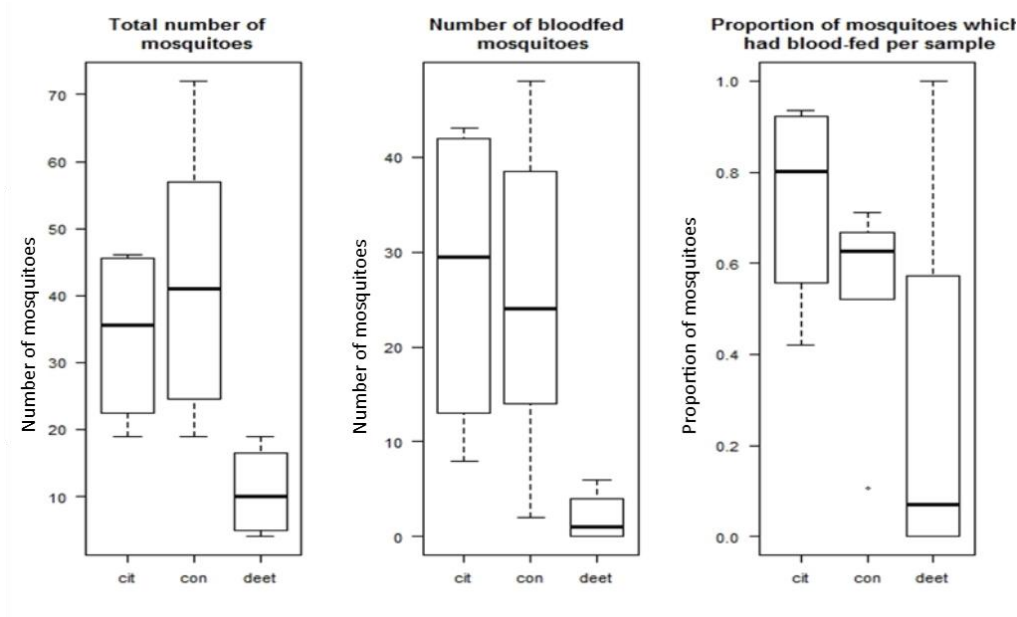 Total number of
mosquitoes
Number of mosquitoes
70
60
50
40
30
20
10
cit con deet
Number of bloodfed
mosquitoes
Number of mosquitoes
40
30
20
10
0
cit con deet
Proportion of mosquitoes which
had blood-fed per sample
Proportion of mosquitoes
1.0
0.8
0.6
0.4
0.2
0.0
cit con deet